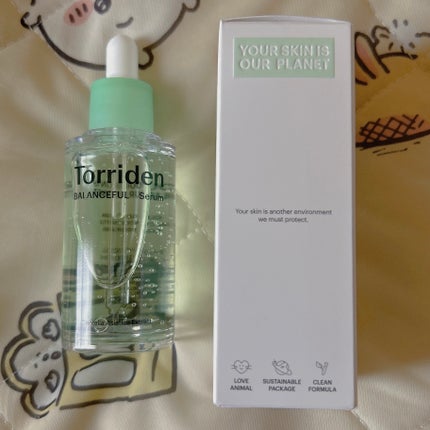 Torriden
BALANCEFUL Serum
YOUR SKIN IS
OUR PLANET
Your skin is another environment
we must protect.
LOVE
ANIMAL
SUSTAINABLE
PACKAGE
CLEAN
FORMULA